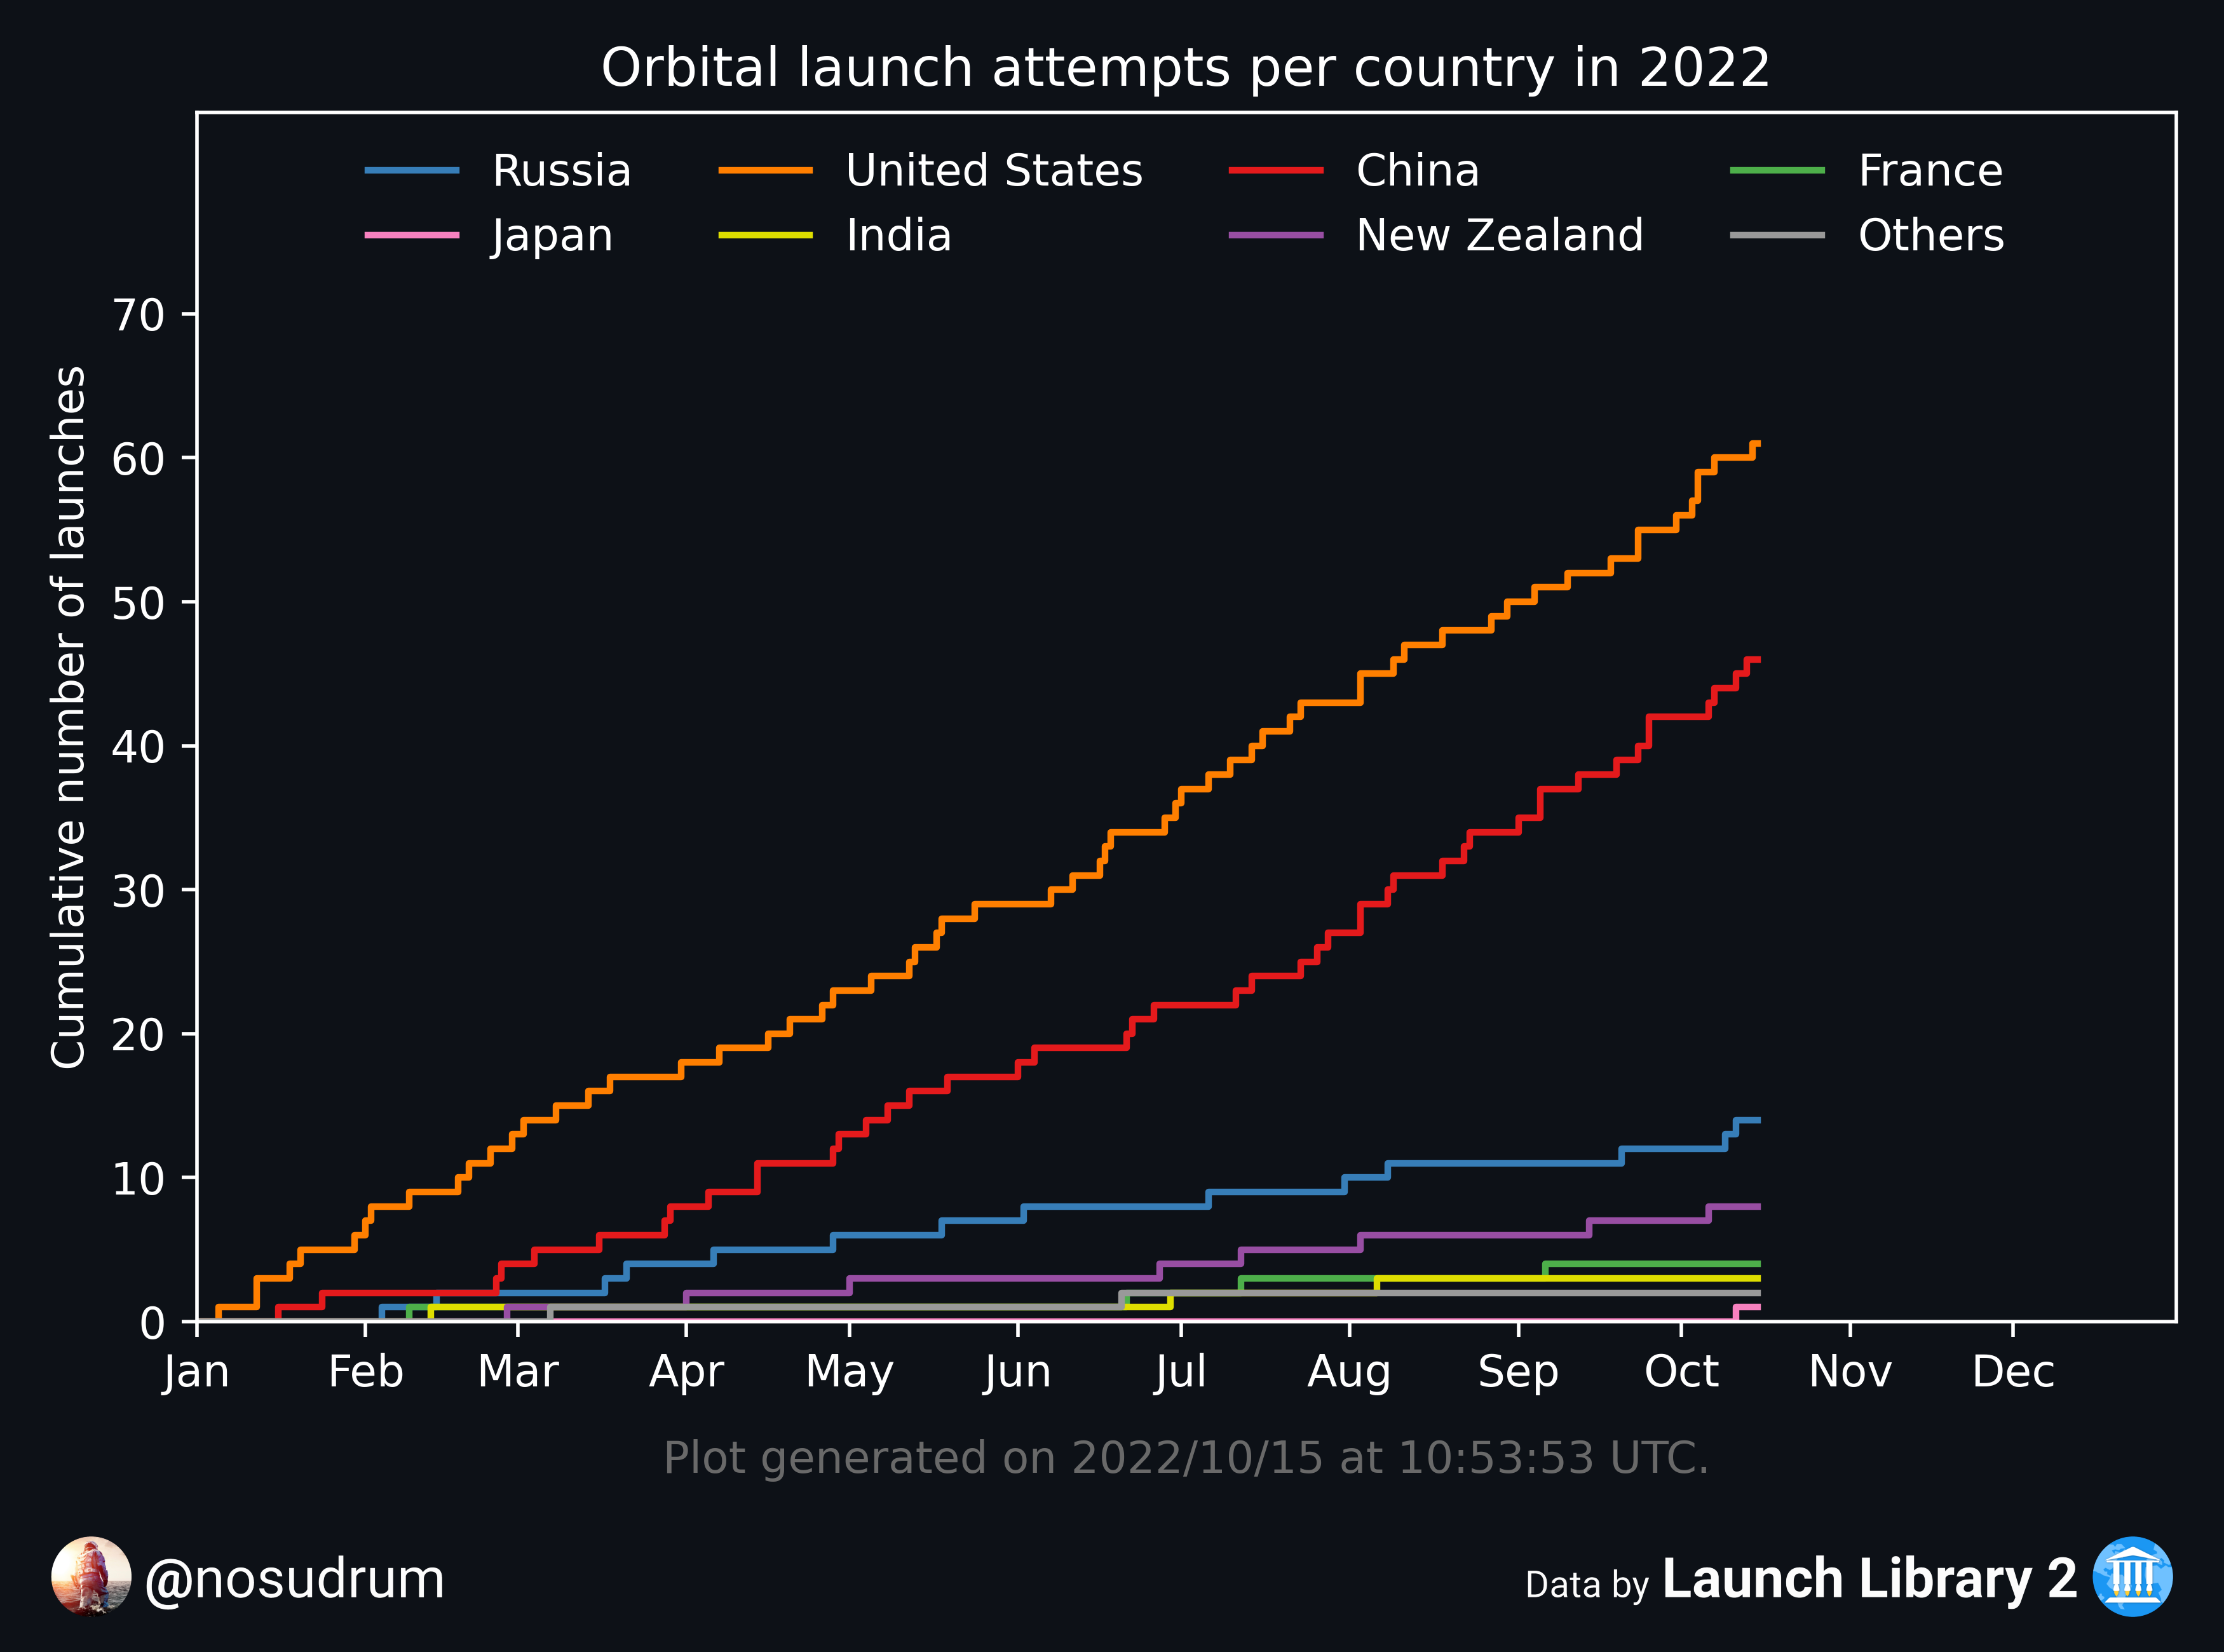 Orbital launch attempts per country in 2022
Russia United States China France
Japan India New Zealand Others
Cumulative number of launches
70
60
50
40
30
20
10
0
Jan Feb Mar Apr May Jun Jul Aug Sep Oct Nov Dec
Plot generated on 2022/10/15 at 10:53:53 UTC.
@nosudrum
Data by Launch Library 2